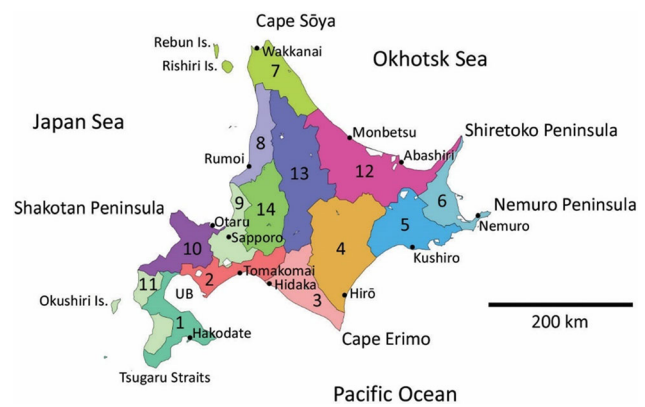 Cape Sōya
Rebun Is.
Wakkanai
Rishiri Is.
Okhotsk Sea
7
Japan Sea
Monbetsu
Shiretoko Peninsula
8
Abashiri
Rumoi
13
12
9
14
6
Shakotan Peninsula
Nemuro Peninsula
Otaru
5
Nemuro
Sapporo
4
10
Kushiro
Tomakomai
2
11
Hidaka
UB
Hirō
Okushiri Is.
3
200 km
1
Hakodate
Cape Erimo
Tsugaru Straits
Pacific Ocean